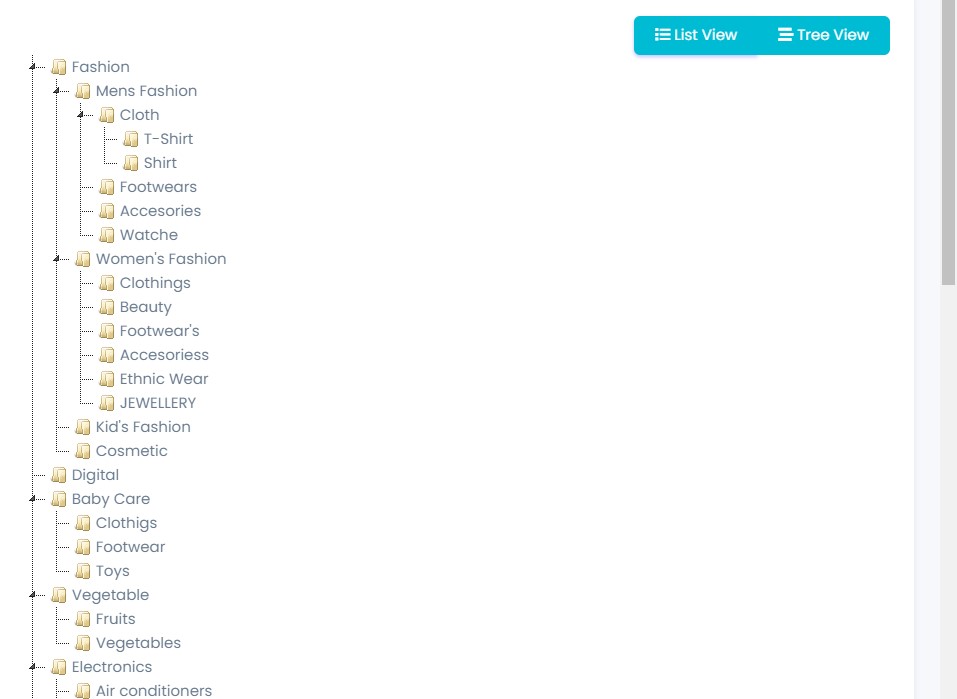 List View Tree View
Fashion
Mens Fashion
Cloth
T-Shirt
Shirt
Footwears
Accesories
Watche
Women's Fashion
Clothings
Beauty
Footwear's
Accesoriess
Ethnic Wear
JEWELLERY
Kid's Fashion
Cosmetic
Digital
Baby Care
Clothigs
Footwear
Toys
Vegetable
Fruits
Vegetables
Electronics
Air conditioners